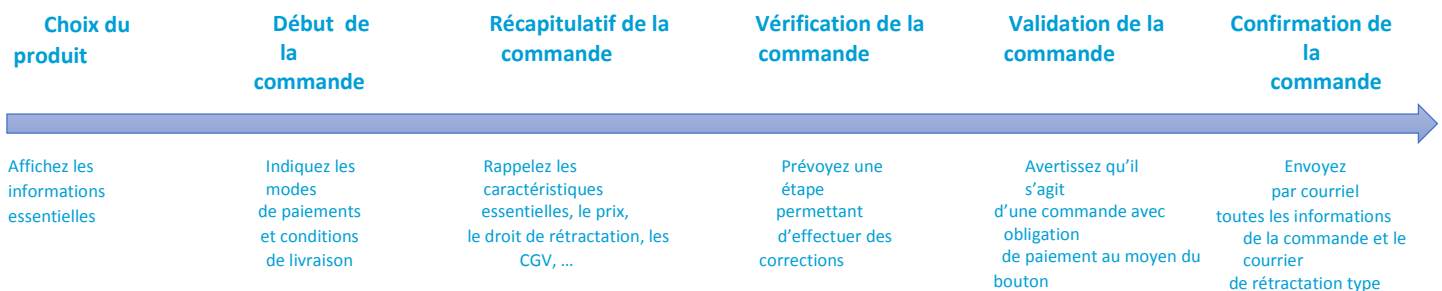 Choix du
produit
Début de
la
commande
Récapitulatif de la
commande
Vérification de la
commande
Validation de la
commande
Confirmation de
la
commande
Affichez les
informations
essentielles
Indiquez les
modes
de paiements
et conditions
de livraison
Rappelez les
caractéristiques
essentielles, le prix,
le droit de rétractation, les
CGV, ...
Prévoyez une
étape
permettant
d’effectuer des
corrections
Avertissez qu’il
s’agit
d’une commande avec
obligation
de paiement au moyen du
bouton
Envoyez
par courriel
toutes les informations
de la commande et le
courrier
de rétractation type